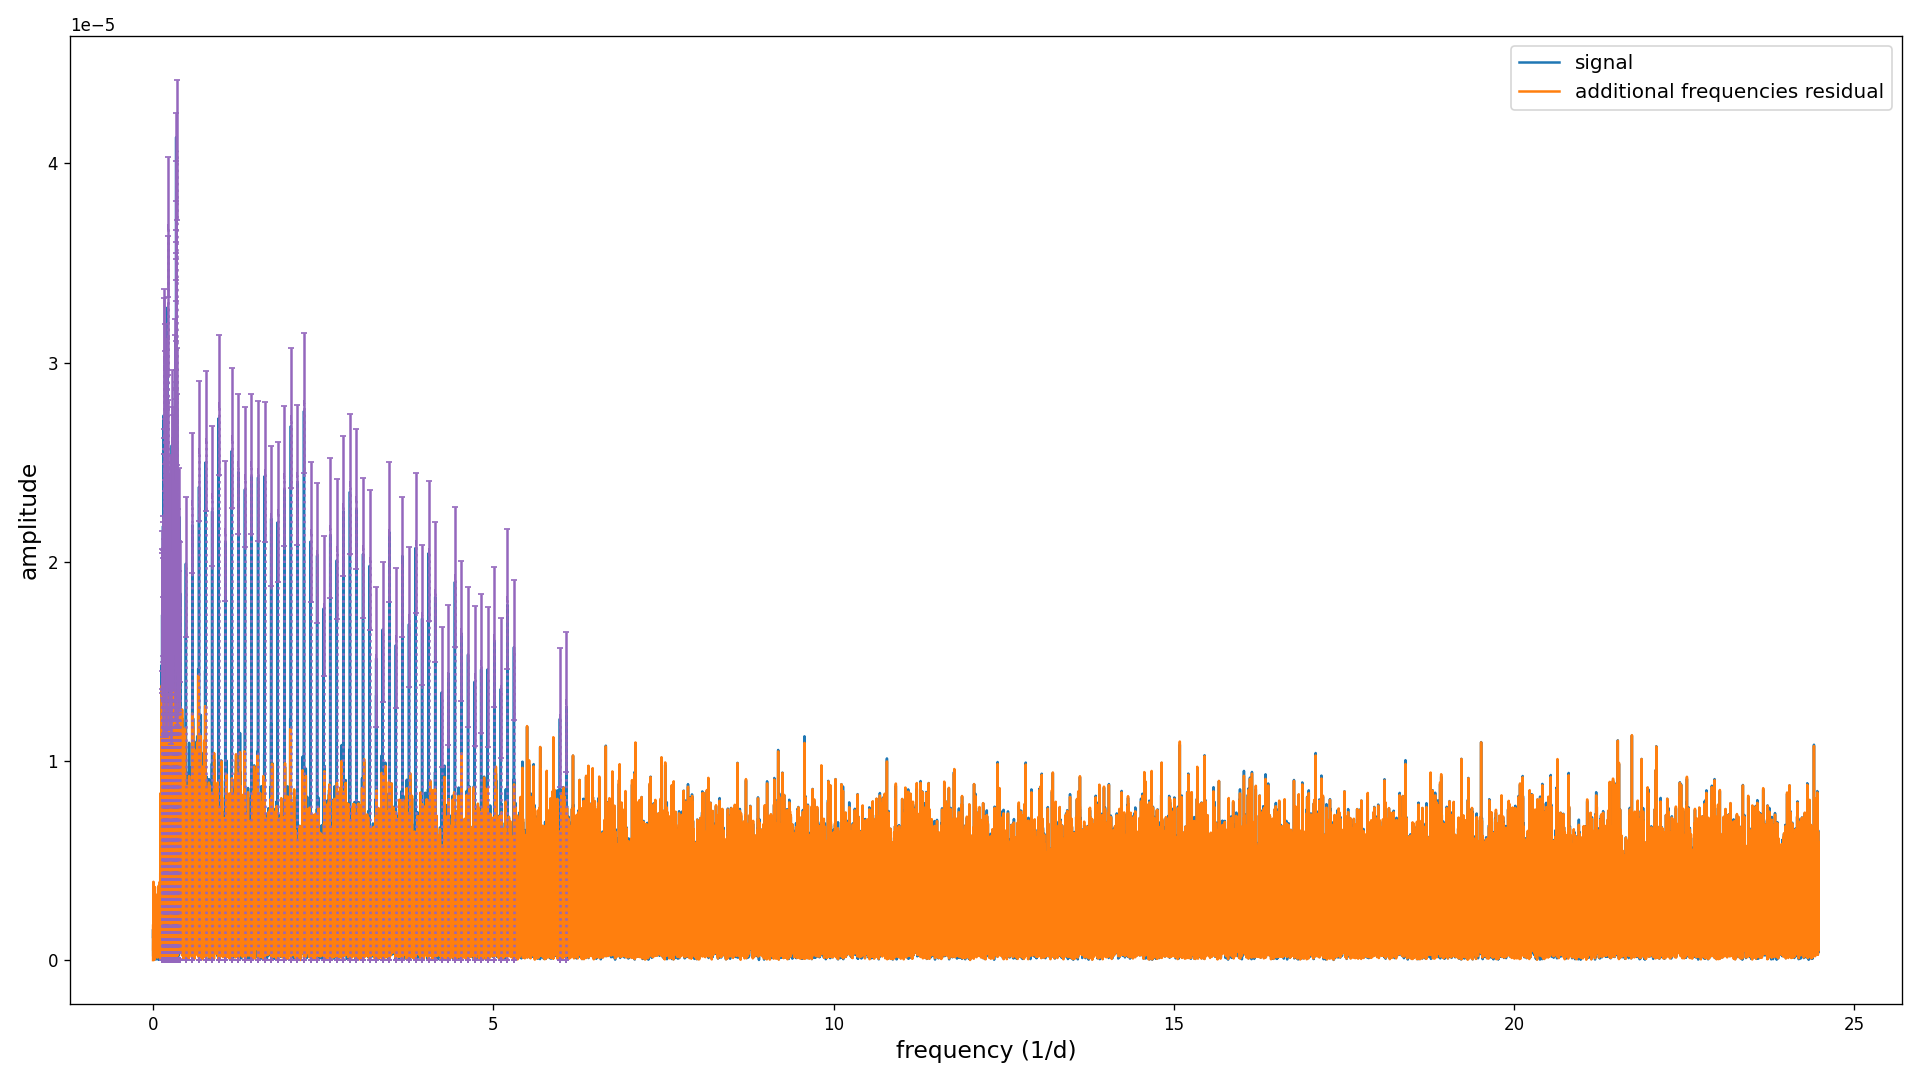 1e−5
signal
additional frequencies residual
4
3
2
1
0
amplitude
0
5
10
15
20
25
frequency (1/d)